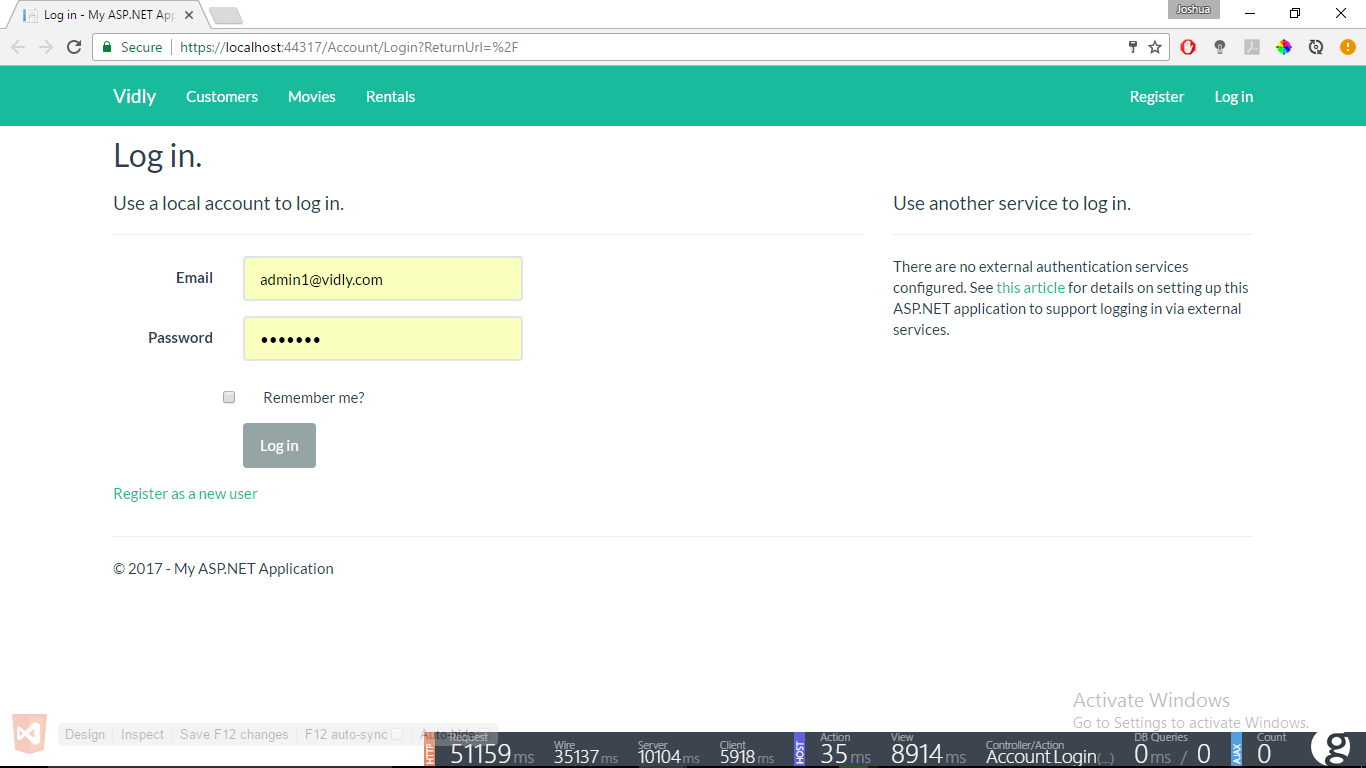 Log in - My ASP.NET App
Joshua
Secure https://localhost:44317/Account/Login?ReturnUrl=%2F
Vidly Customers Movies Rentals Register Log in
Log in.
Use a local account to log in.
Email admin1@vidly.com
Password •••••••
Remember me?
Log in
Register as a new user
Use another service to log in.
There are no external authentication services
configured. See this article for details on setting up this
ASP.NET application to support logging in via external
services.
© 2017 - My ASP.NET Application
Activate Windows
Go to Settings to activate Windows.
Design Inspect Save F12 changes F12 auto-sync Auto-hide
HTTP Request 51159 ms Wire 35137 ms Server 10104 ms Client 5918 ms
HOST Action 35 ms View 8914 ms Controller/Action AccountLogin(...) DB Queries 0 ms / 0
AJAX Count 0
g